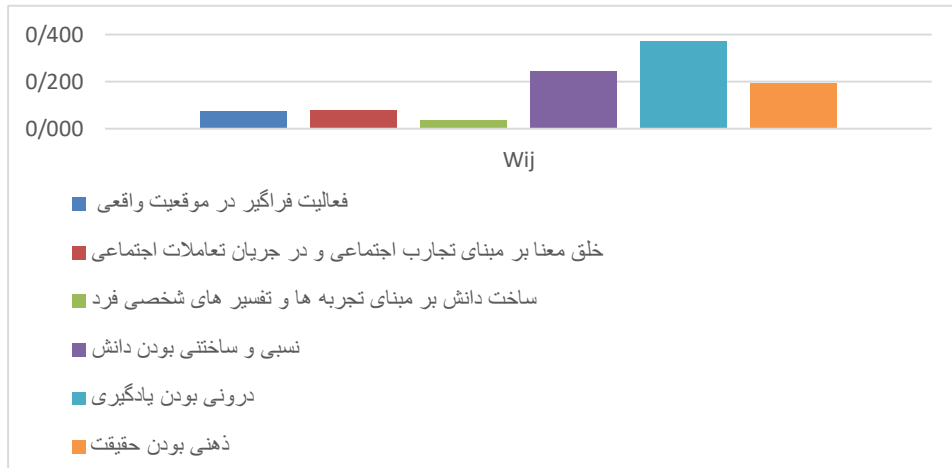 0/400
0/200
0/000
Wij
فعالیت فراگیر در موقعیت واقعی
خلق معنا بر مبنای تجارب اجتماعی و در جریان تعاملات اجتماعی
ساخت دانش بر مبنای تجربه ها و تفسیر های شخصی فرد
نسبی و ساختنی بودن دانش
درونی بودن یادگیری
ذهنی بودن حقیقت